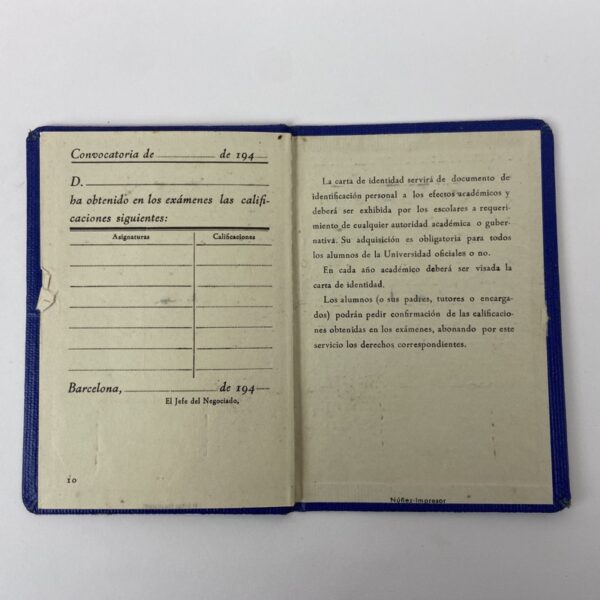 Convocatoria de de 194
D.
ha obtenido en los exámenes las califi-
caciones siguientes:
Asignaturas Calificaciones
Barcelona, de 194
El Jefe del Negociado,
10
La carta de identidad servirá de documento de
identificación personal a los efectos académicos y
deberá ser exhibida por los escolares a requeri-
miento de cualquier autoridad académica o guber-
nativa. Su adquisición es obligatoria para todos
los alumnos de la Universidad oficiales o no.
En cada año académico deberá ser visada la
carta de identidad.
Los alumnos (o sus padres, tutores o encarga-
dos) podrán pedir confirmación de las calificacio-
nes obtenidas en los exámenes, abonando por este
servicio los derechos correspondientes.
Núñez-Impresor